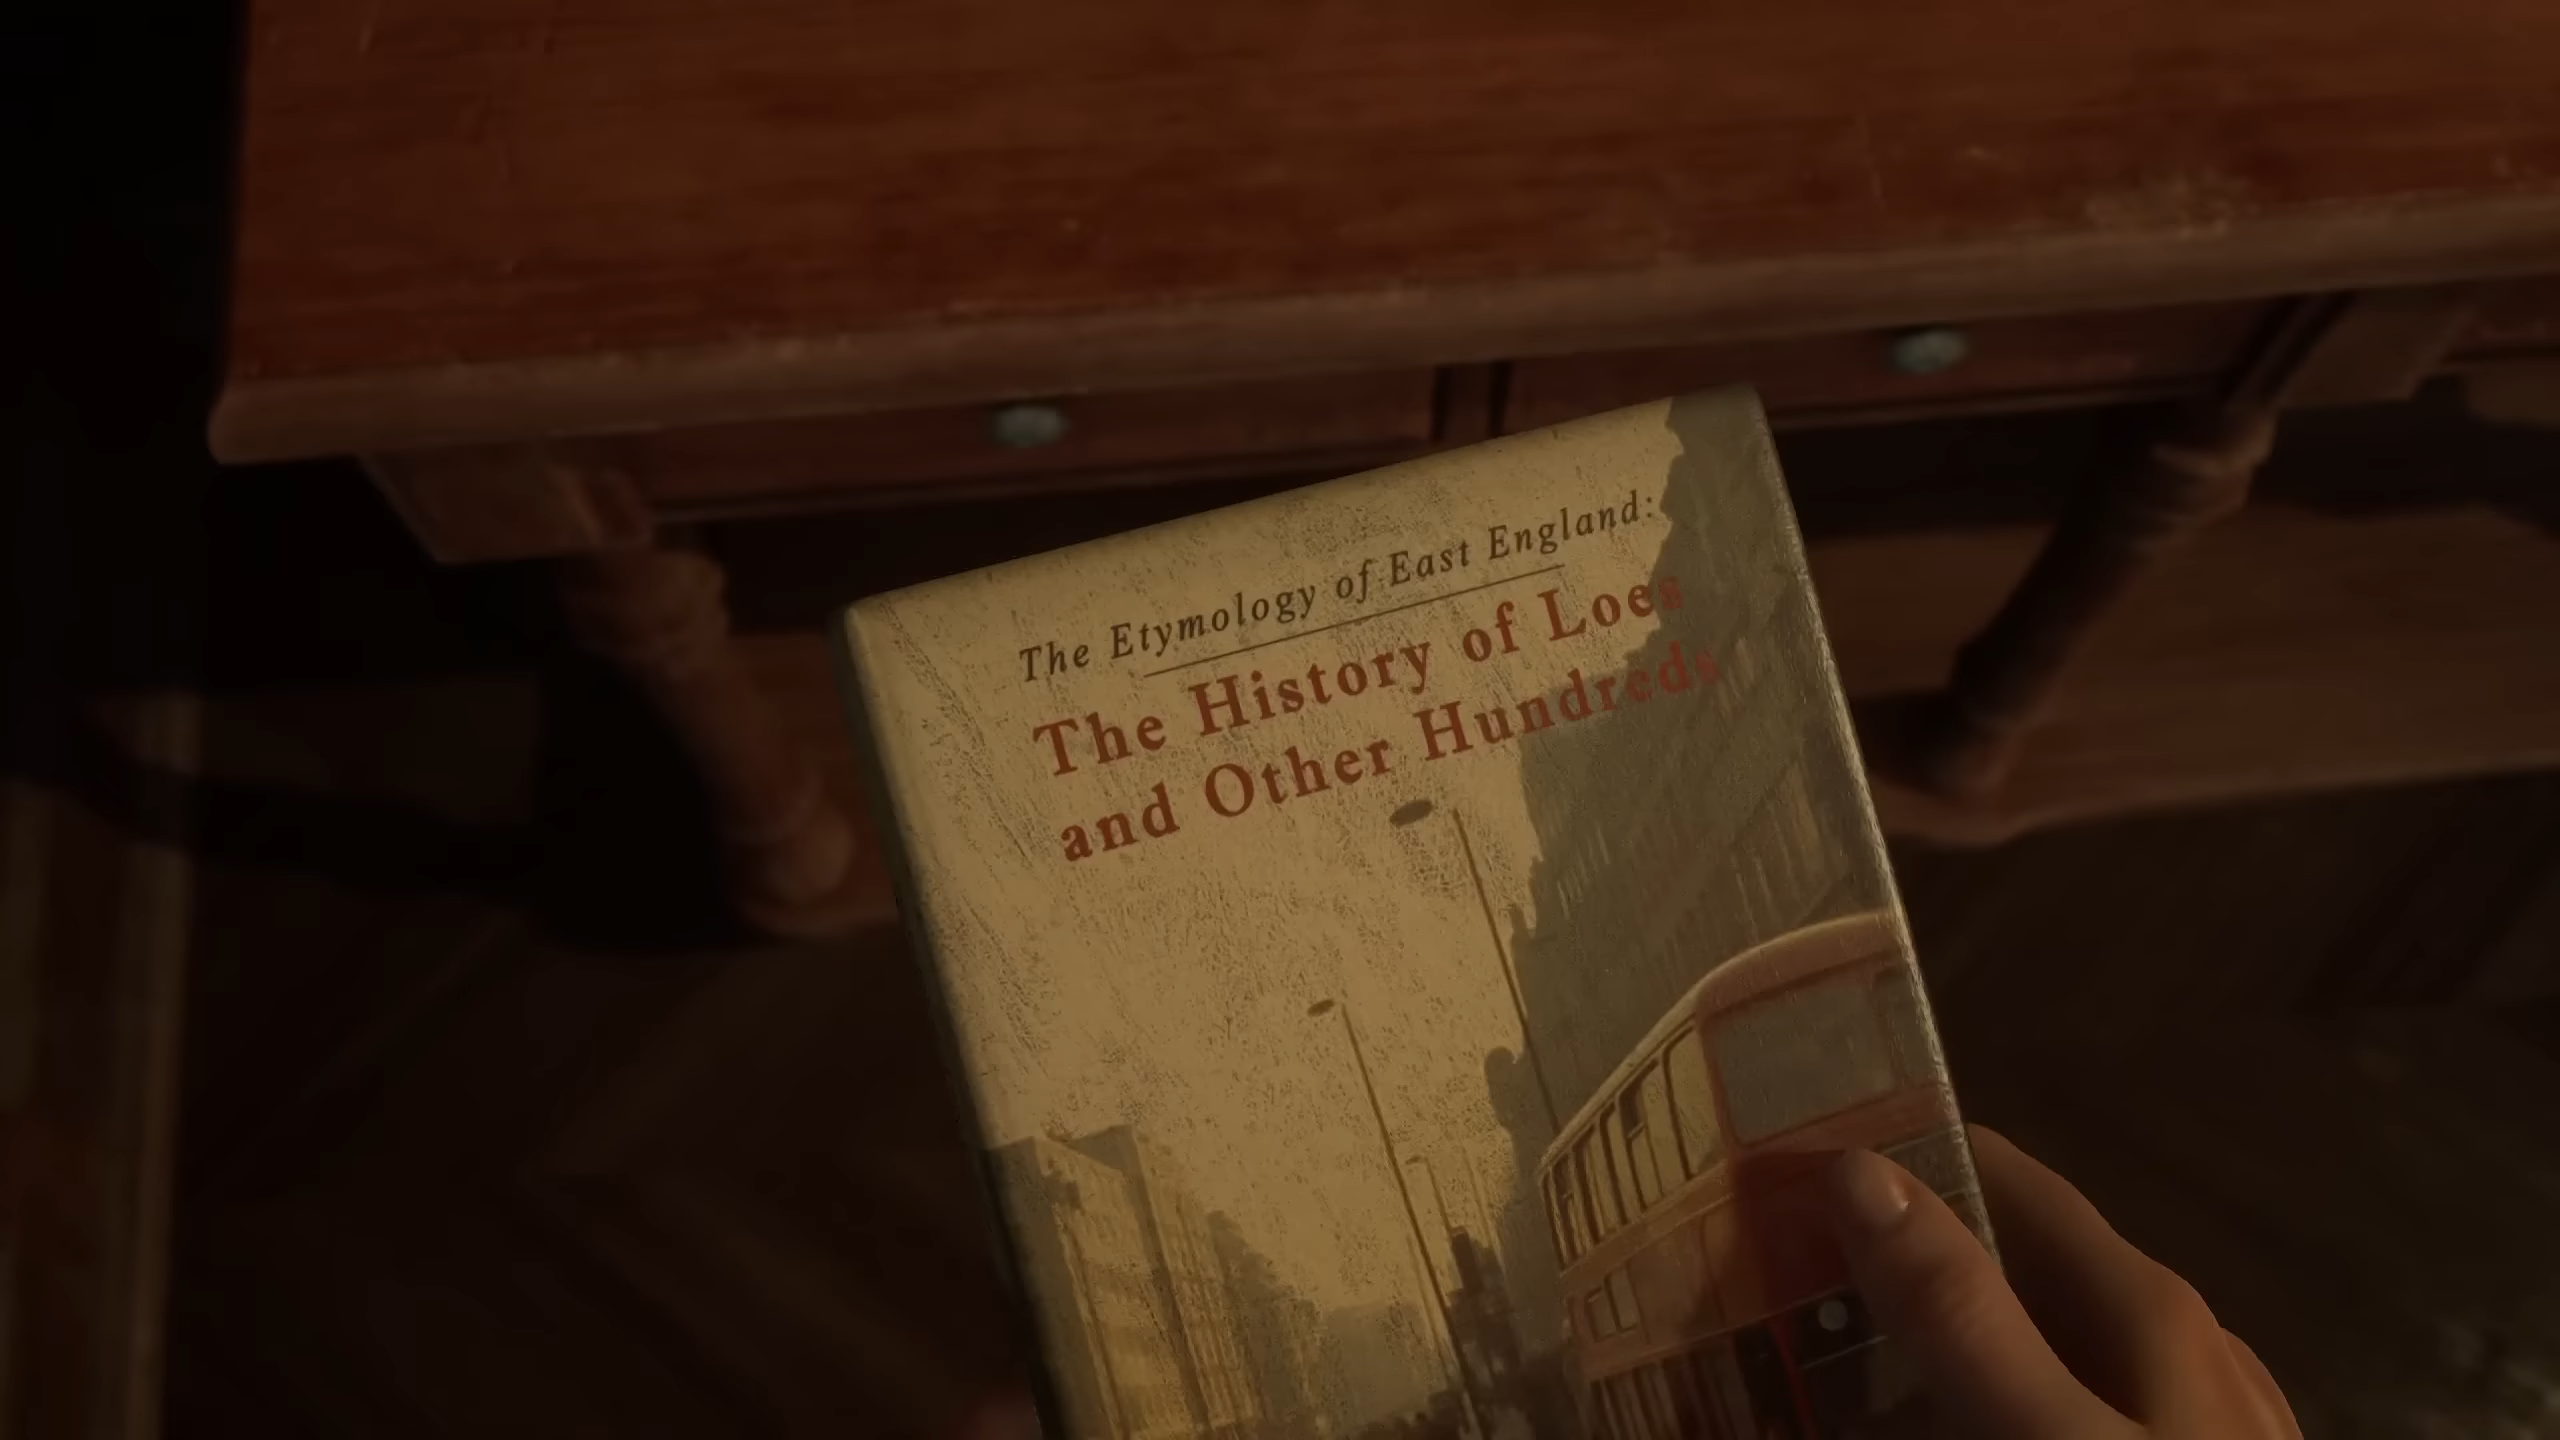 The Etymology of East England:
The History of Loes
and Other Hundreds